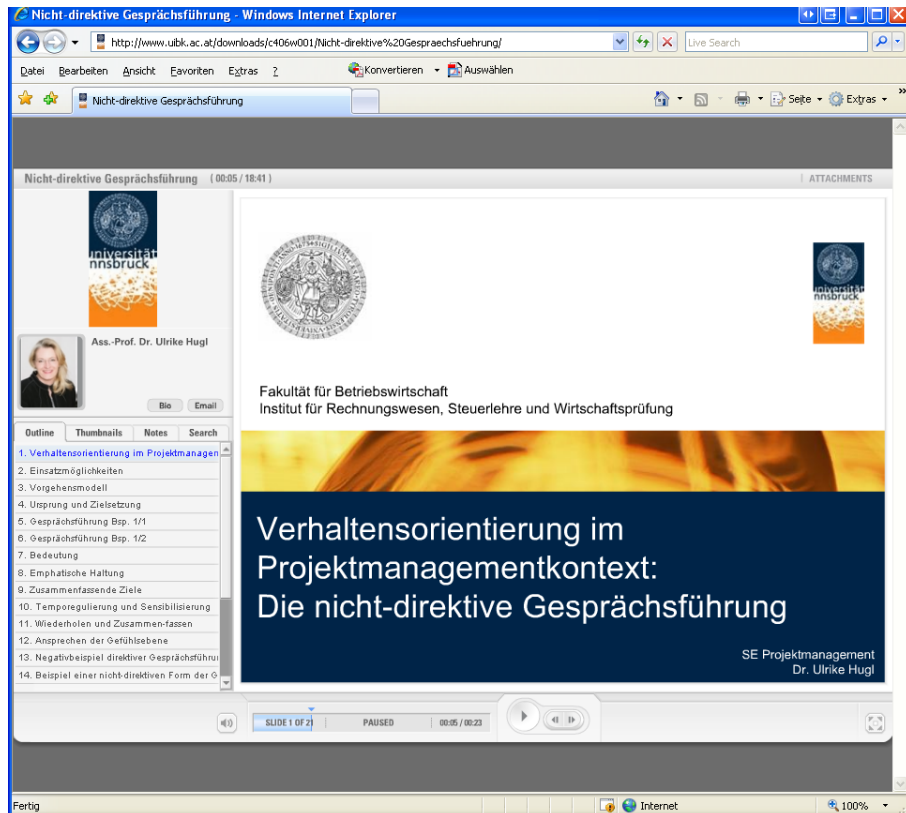 Nicht-direktive Gesprächsführung - Windows Internet Explorer
http://www.uibk.ac.at/downloads/c406w001/Nicht-direktive%20Gespraechsfuehrung/
Live Search
Datei Bearbeiten Ansicht Favoriten Extras ? Konvertieren Auswählen
Nicht-direktive Gesprächsführung
Seite Extras
Nicht-direktive Gesprächsführung ( 00:05 / 18:41 )
ATTACHMENTS
universität
innsbruck
Ass.-Prof. Dr. Ulrike Hugl
Bio Email
Outline Thumbnails Notes Search
1. Verhaltensorientierung im Projektmanagen
2. Einsatzmöglichkeiten
3. Vorgehensmodell
4. Ursprung und Zielsetzung
5. Gesprächsführung Bsp. 1/1
6. Gesprächsführung Bsp. 1/2
7. Bedeutung
8. Emphatische Haltung
9. Zusammenfassende Ziele
10. Temporegulierung und Sensibilisierung
11. Wiederholen und Zusammen-fassen
12. Ansprechen der Gefühlsebene
13. Negativbeispiel direktiver Gesprächsführu
14. Beispiel einer nicht-direktiven Form der G
universität
innsbruck
Fakultät für Betriebswirtschaft
Institut für Rechnungswesen, Steuerlehre und Wirtschaftsprüfung
Verhaltensorientierung im
Projektmanagementkontext:
Die nicht-direktive Gesprächsführung
SE Projektmanagement
Dr. Ulrike Hugl
SLIDE 1 OF 21 PAUSED 00:05 / 00:23
Fertig
Internet
100%